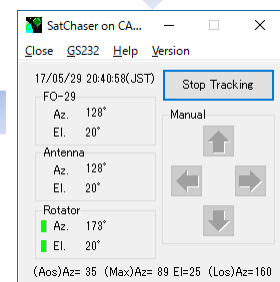 SatChaser on CA...
Close GS232 Help Version
17/05/29 20:40:58(JST)
Stop Tracking
FO-29
Az. 128°
El. 20°
Manual
Antenna
Az. 128°
El. 20°
Rotator
Az. 173°
El. 20°
(Aos)Az= 35 (Max)Az= 89 El=25 (Los)Az=160